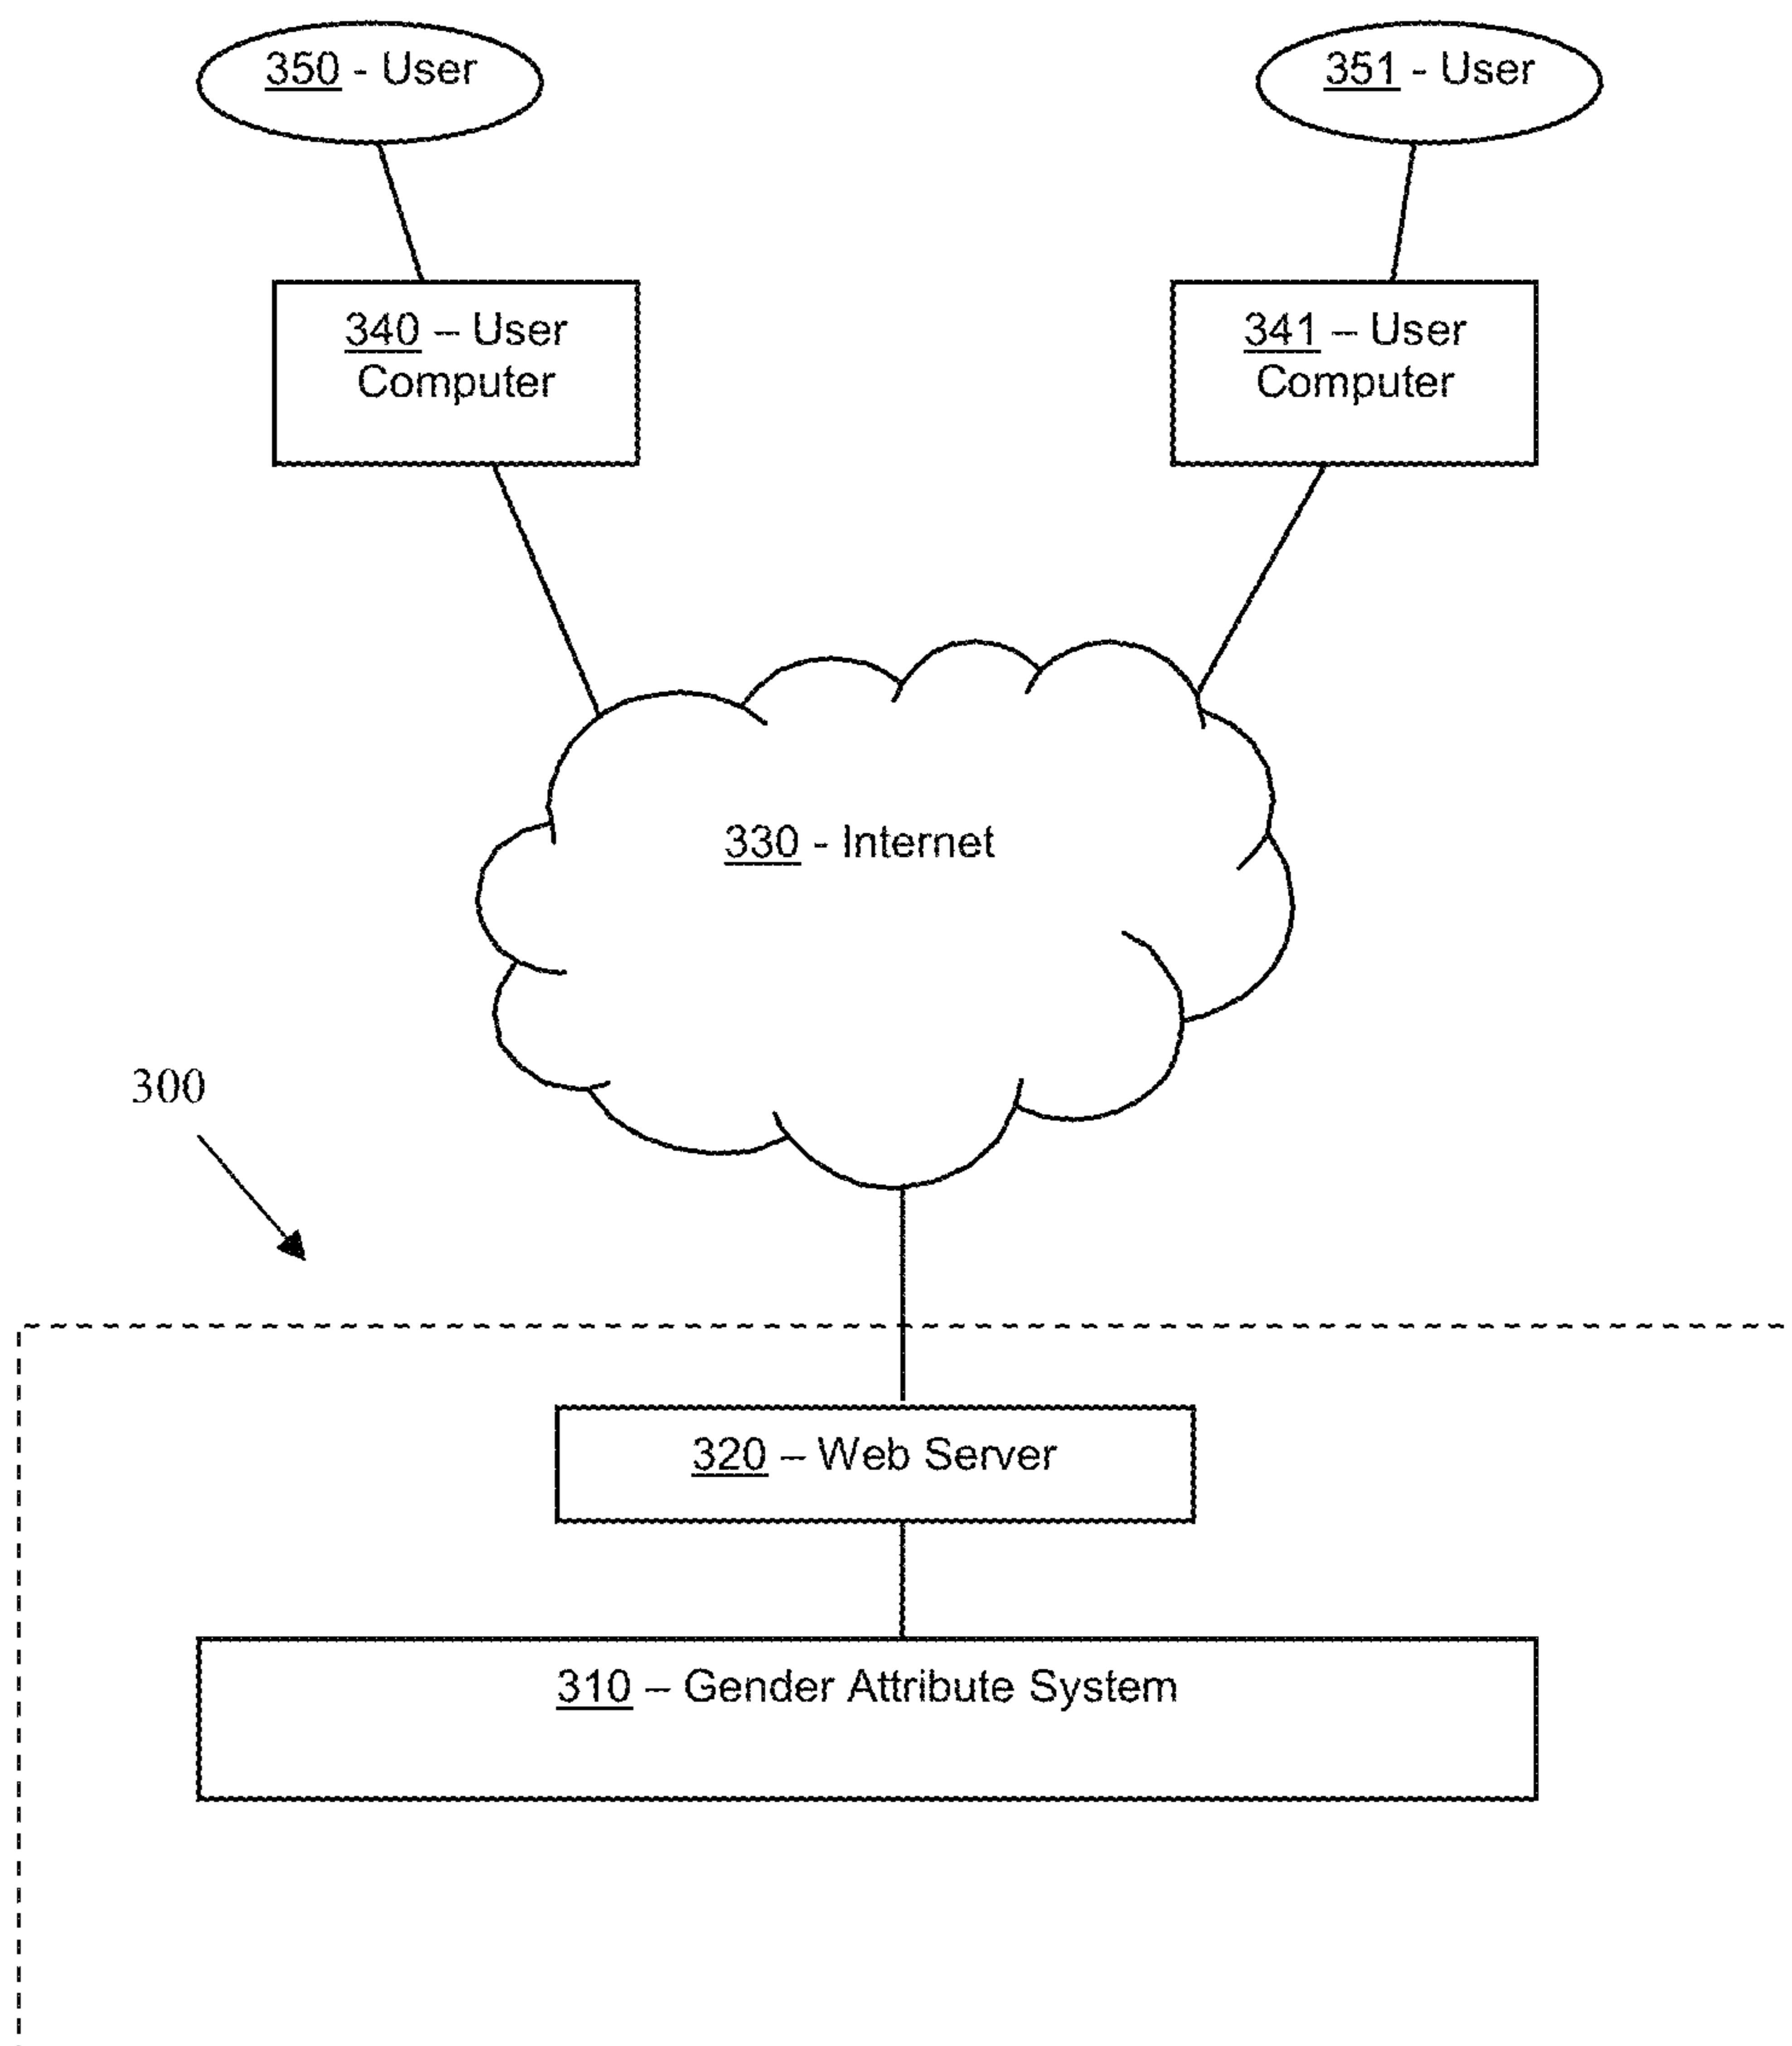 350 - User
351 - User
340 – User
Computer
341 – User
Computer
330 - Internet
300
320 – Web Server
310 – Gender Attribute System